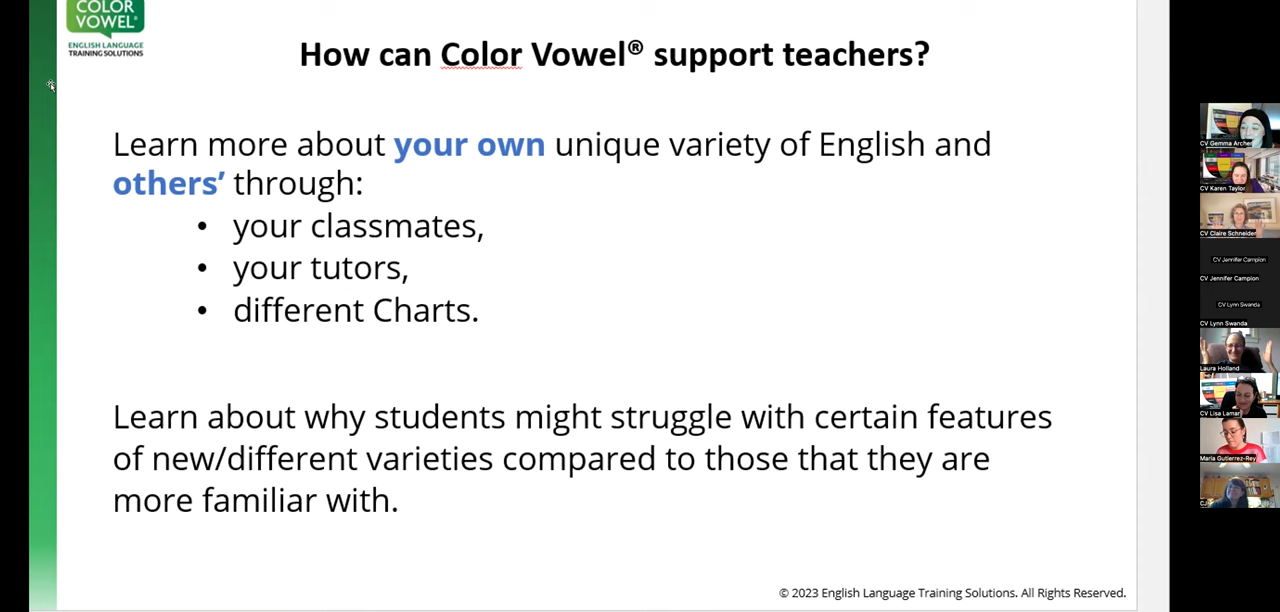 COLOR
VOWEL®
ENGLISH LANGUAGE
TRAINING SOLUTIONS
How can Color Vowel® support teachers?
Learn more about your own unique variety of English and
others’ through:
• your classmates,
• your tutors,
• different Charts.
Learn about why students might struggle with certain features
of new/different varieties compared to those that they are
more familiar with.
© 2023 English Language Training Solutions. All Rights Reserved.
CV Gemma Archer
CV Karen Taylor
CV Claire Schneider
CV Jennifer Campion
CV Jennifer Campion
CV Lynn Swanda
CV Lynn Swanda
Laura Holland
CV Lisa Lamar
Maria Gutierrez-Rey